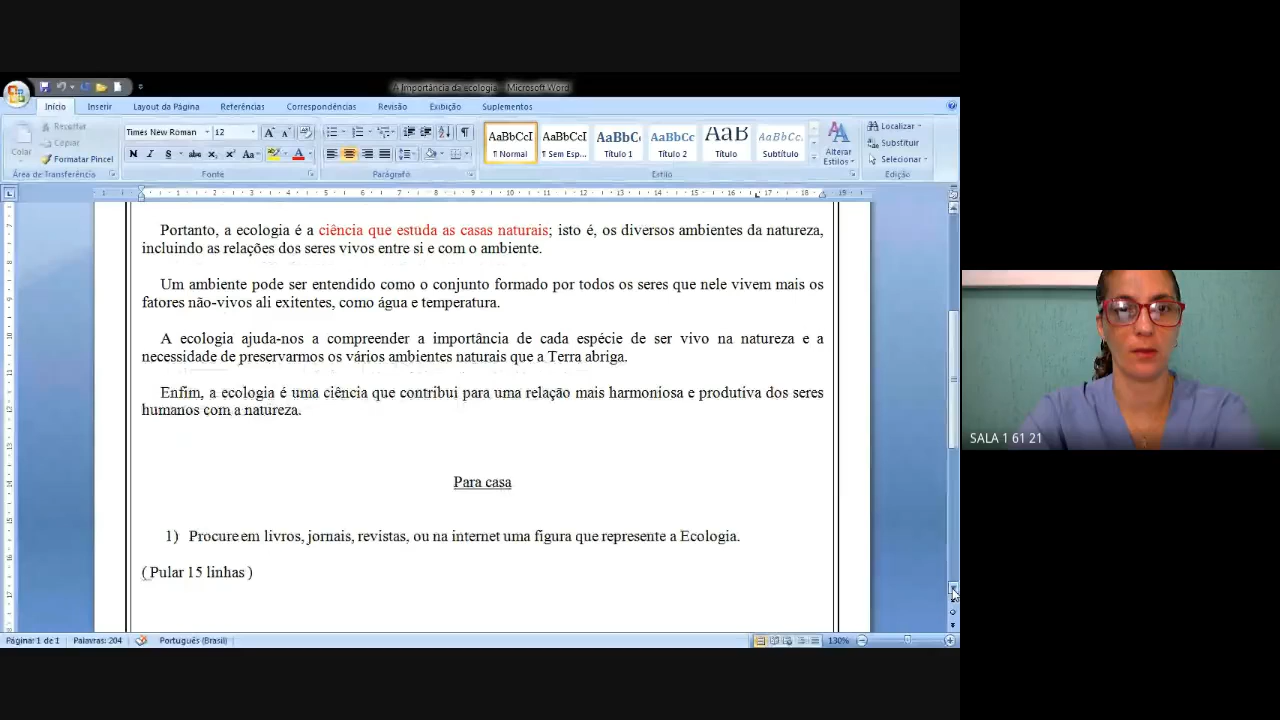 A Importância da ecologia - Microsoft Word
Início Inserir Layout da Página Referências Correspondências Revisão Exibição Suplementos
Colar
Recortar
Copiar
Formatar Pincel
Área de Transferência
Times New Roman 12
Fonte
Parágrafo
AaBbCcI AaBbCcI AaBbC AaBbCc AaB AaBbCc.
¶ Normal ¶ Sem Esp... Título 1 Título 2 Título Subtítulo
Estilo
Alterar Estilos
Localizar
Substituir
Selecionar
Edição
Portanto, a ecologia é a ciência que estuda as casas naturais; isto é, os diversos ambientes da natureza,
incluindo as relações dos seres vivos entre si e com o ambiente.
Um ambiente pode ser entendido como o conjunto formado por todos os seres que nele vivem mais os
fatores não-vivos ali exitentes, como água e temperatura.
A ecologia ajuda-nos a compreender a importância de cada espécie de ser vivo na natureza e a
necessidade de preservarmos os vários ambientes naturais que a Terra abriga.
Enfim, a ecologia é uma ciência que contribui para uma relação mais harmoniosa e produtiva dos seres
humanos com a natureza.
Para casa
1) Procure em livros, jornais, revistas, ou na internet uma figura que represente a Ecologia.
( Pular 15 linhas )
Página: 1 de 1 Palavras: 204 Português (Brasil) 130%
SALA 1 61 21